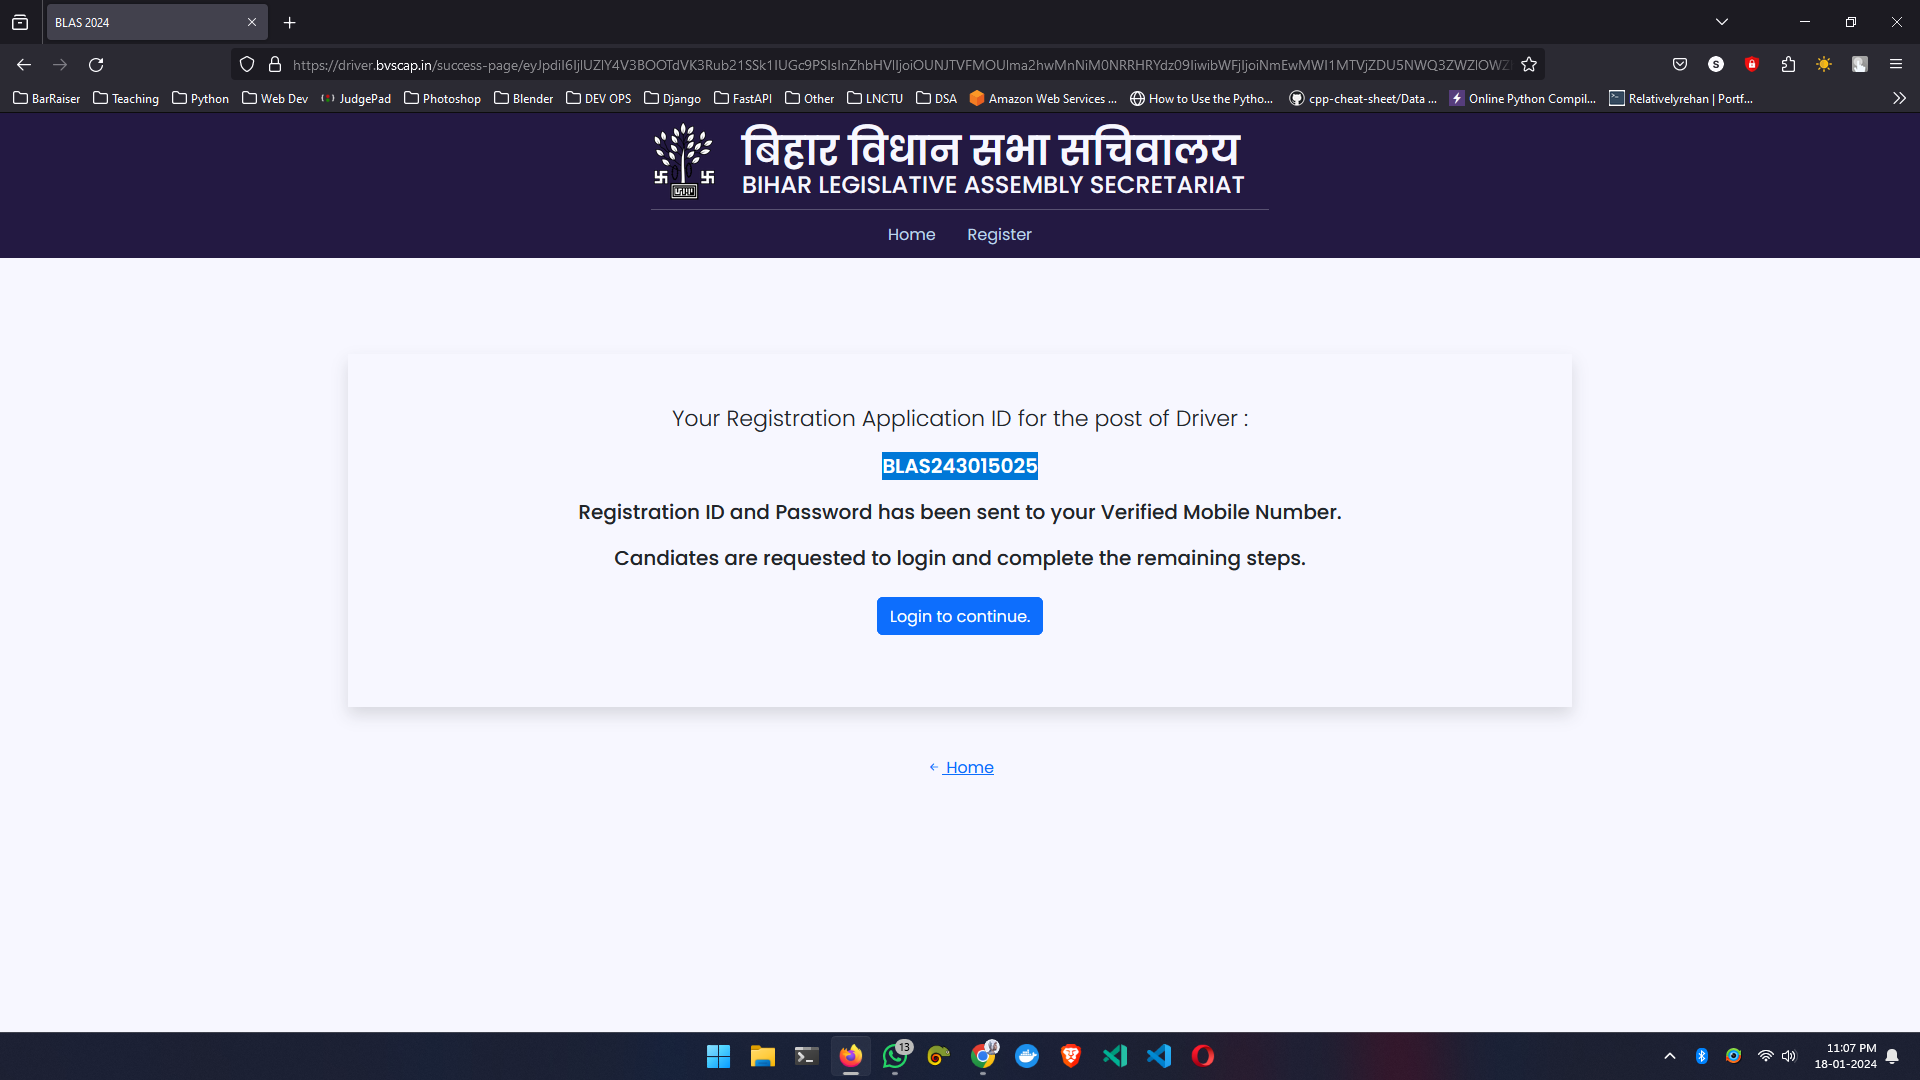 BLAS 2024
https://driver.bvscap.in/success-page/
BarRaiser
Teaching
Python
Web Dev
JudgePad
Photoshop
Blender
DEV OPS
Django
FastAPI
Other
LNCTU
DSA
Amazon Web Services ...
How to Use the Pytho...
cpp-cheat-sheet/Data ...
Online Python Compil...
Relativelyrehan | Portf...
बिहार विधान सभा सचिवालय
BIHAR LEGISLATIVE ASSEMBLY SECRETARIAT
Home
Register
Your Registration Application ID for the post of Driver :
BLAS243015025
Registration ID and Password has been sent to your Verified Mobile Number.
Candiates are requested to login and complete the remaining steps.
Login to continue.
Home
13
11:07 PM
18-01-2024